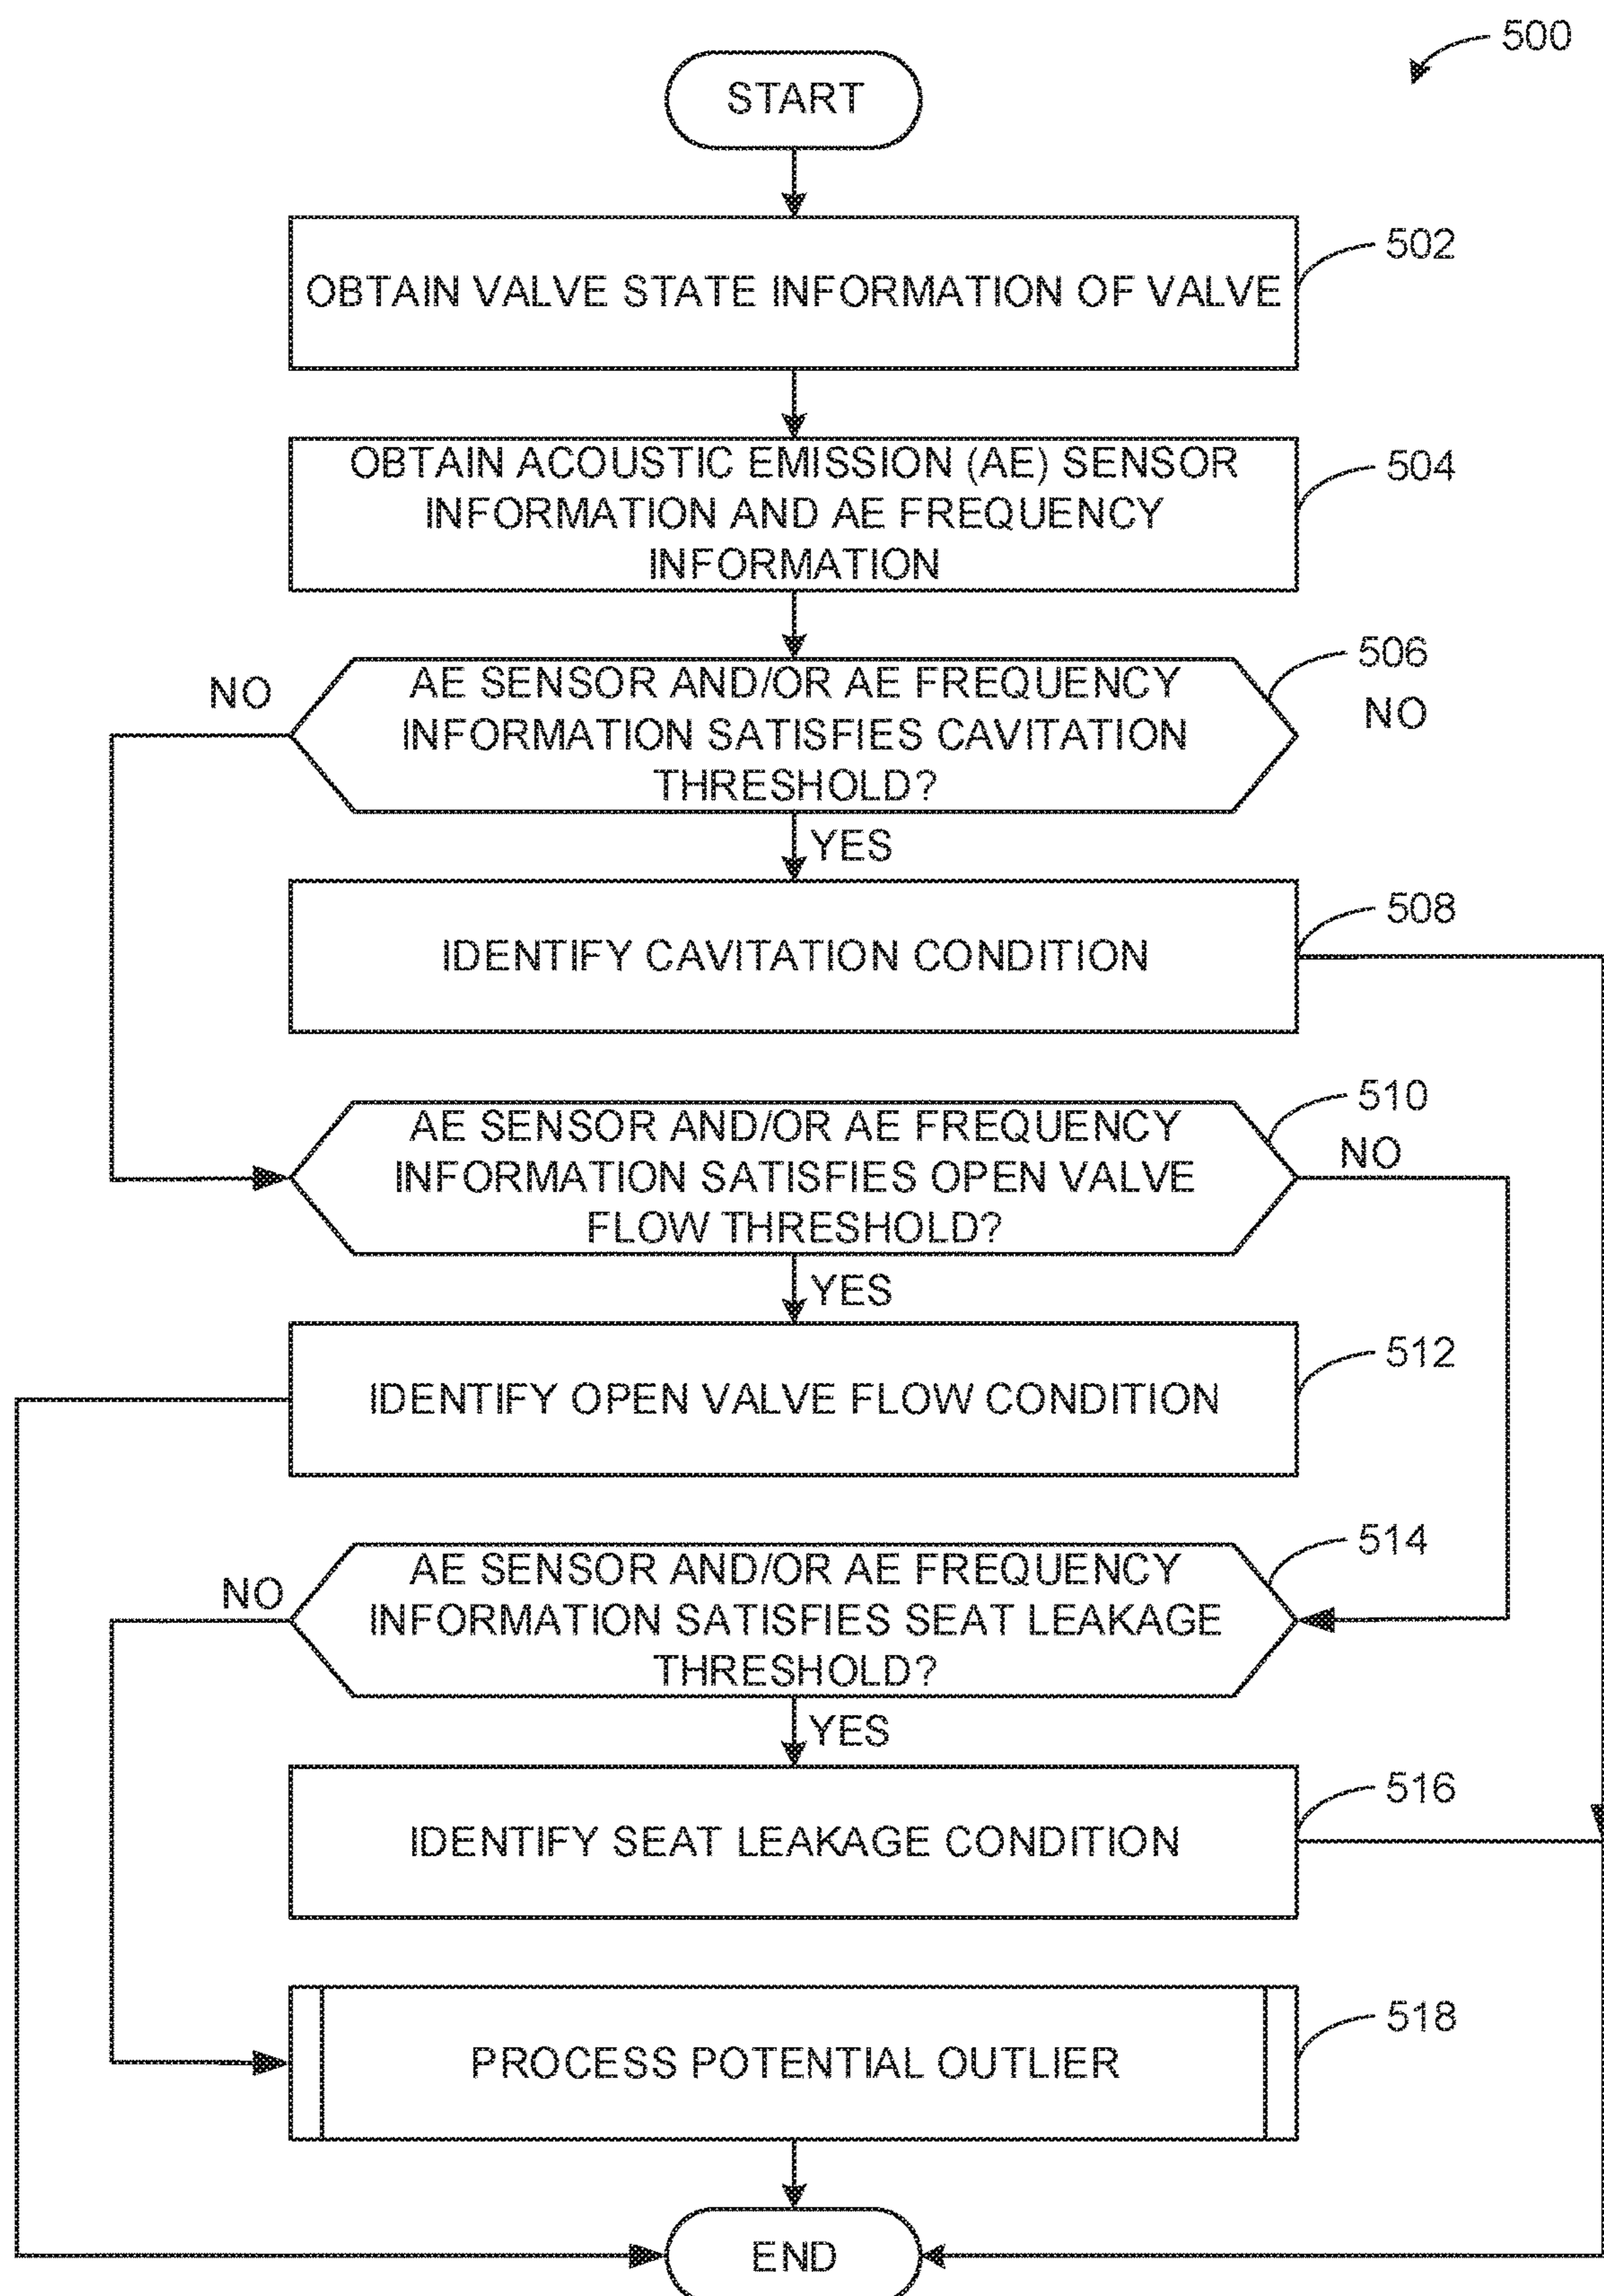 500
START
502
OBTAIN VALVE STATE INFORMATION OF VALVE
OBTAIN ACOUSTIC EMISSION (AE) SENSOR
504
INFORMATION AND AE FREQUENCY
INFORMATION
506
NO
AE SENSOR AND/OR AE FREQUENCY
NO
INFORMATION SATISFIES CAVITATION
THRESHOLD?
YES
508
IDENTIFY CAVITATION CONDITION
510
AE SENSOR AND/OR AE FREQUENCY
NO
INFORMATION SATISFIES OPEN VALVE
FLOW THRESHOLD?
YES
512
IDENTIFY OPEN VALVE FLOW CONDITION
514
AE SENSOR AND/OR AE FREQUENCY
NO
INFORMATION SATISFIES SEAT LEAKAGE
THRESHOLD?
YES
516
IDENTIFY SEAT LEAKAGE CONDITION
518
PROCESS POTENTIAL OUTLIER
END